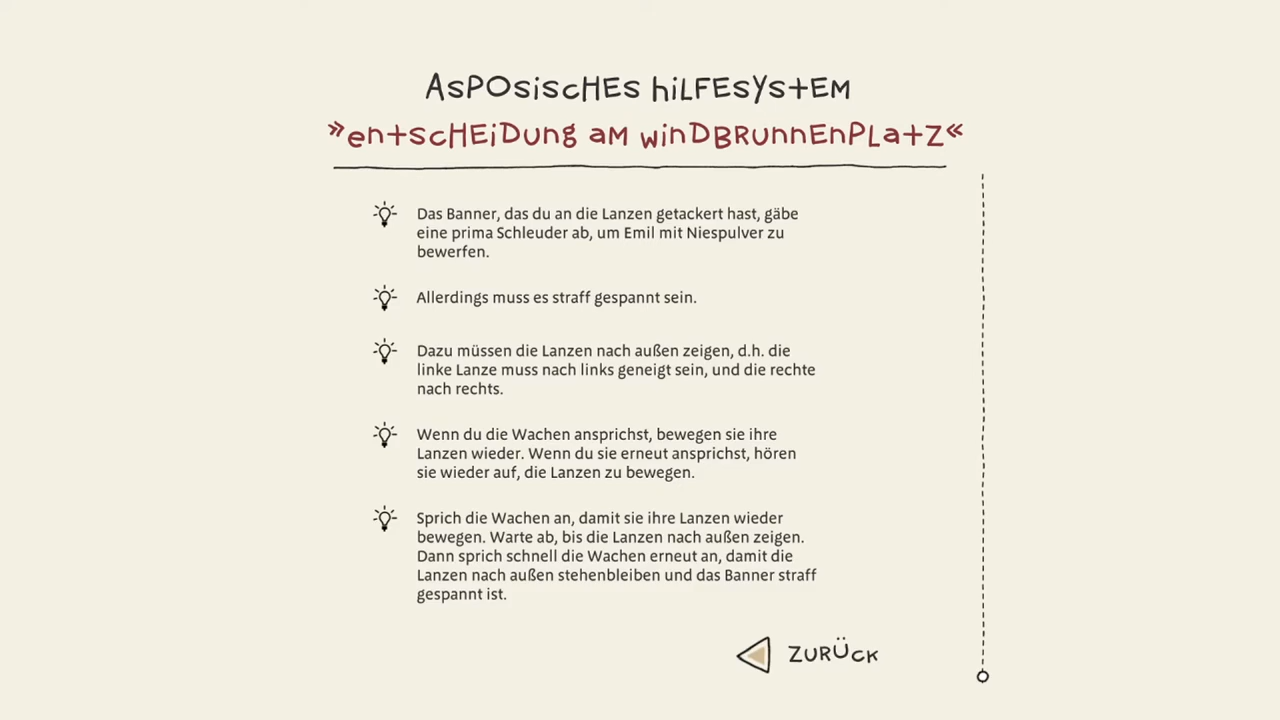 Asposisches Hilfesystem
»Entscheidung am Windbrunnenplatz«
Das Banner, das du an die Lanzen getackert hast, gäbe
eine prima Schleuder ab, um Emil mit Niespulver zu
bewerfen.
Allerdings muss es straff gespannt sein.
Dazu müssen die Lanzen nach außen zeigen, d.h. die
linke Lanze muss nach links geneigt sein, und die rechte
nach rechts.
Wenn du die Wachen ansprichst, bewegen sie ihre
Lanzen wieder. Wenn du sie erneut ansprichst, hören
sie wieder auf, die Lanzen zu bewegen.
Sprich die Wachen an, damit sie ihre Lanzen wieder
bewegen. Warte ab, bis die Lanzen nach außen zeigen.
Dann sprich schnell die Wachen erneut an, damit die
Lanzen nach außen stehenbleiben und das Banner straff
gespannt ist.
Zurück